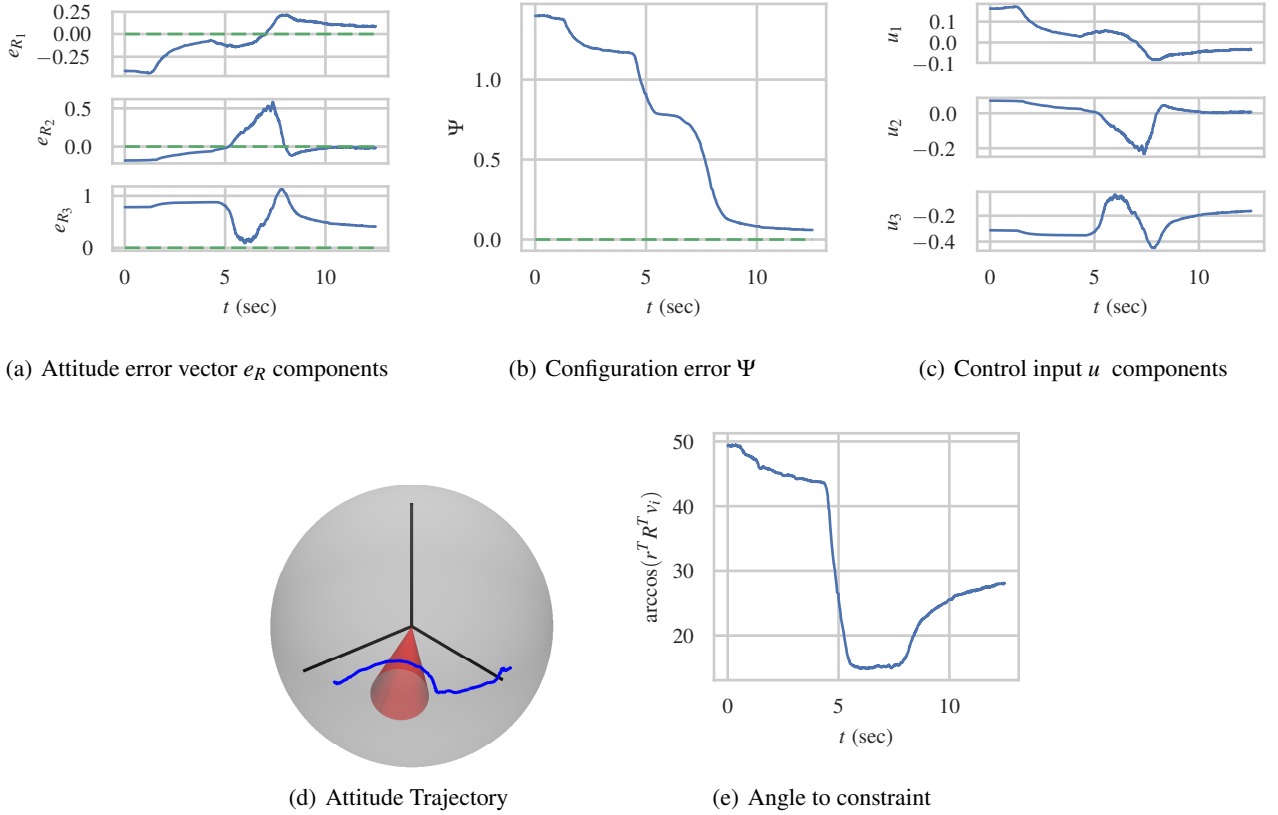 0.25
0.00
−0.25
e_{R_1}
0.5
0.0
e_{R_2}
1
0
e_{R_3}
0 5 10
t (sec)
(a) Attitude error vector e_R components
1.0
0.5
0.0
Ψ
0 5 10
t (sec)
(b) Configuration error Ψ
0.1
0.0
−0.1
u_1
0.0
−0.2
u_2
−0.2
−0.4
u_3
0 5 10
t (sec)
(c) Control input u components
(d) Attitude Trajectory
50
40
30
20
arccos(r^T R^T v_i)
0 5 10
t (sec)
(e) Angle to constraint